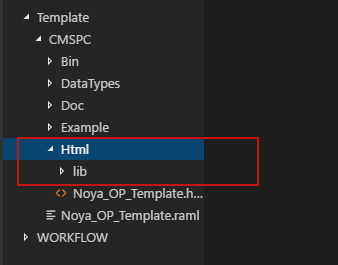 Template
CMSPC
Bin
DataTypes
Doc
Example
Html
lib
Noya_OP_Template.h...
Noya_OP_Template.raml
WORKFLOW